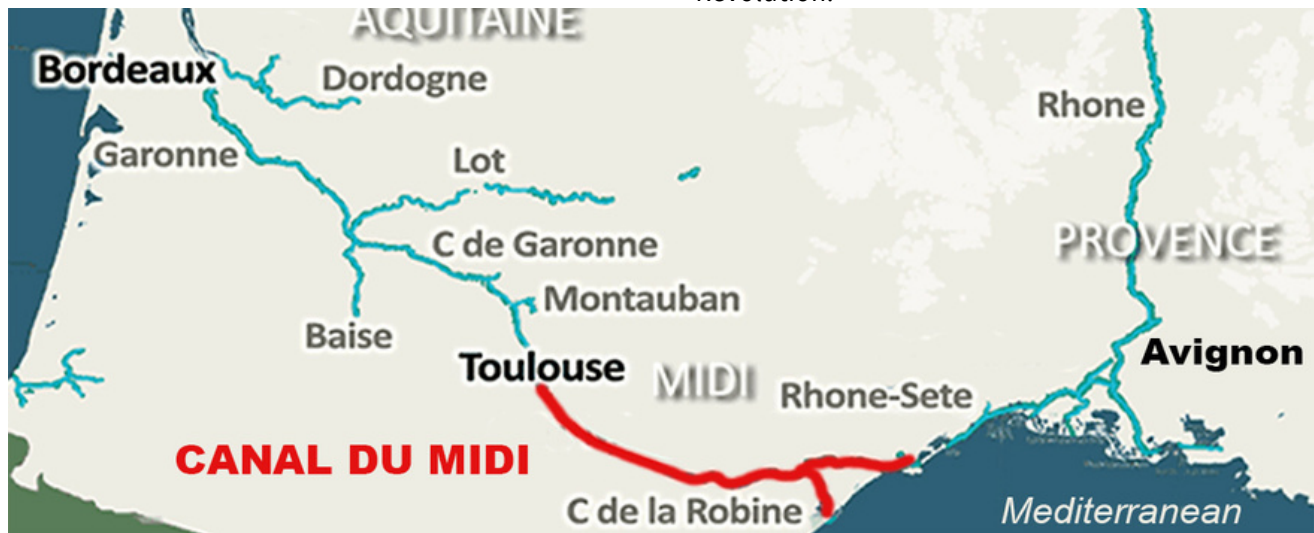 Revolution.
AQUITAINE
Bordeaux
Dordogne
Rhone
Garonne
Lot
C de Garonne
PROVENCE
Montauban
Baise
Avignon
Toulouse
MIDI
Rhone-Sete
CANAL DU MIDI
C de la Robine
Mediterranean